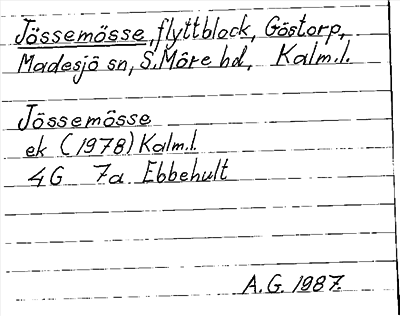 Jössemösse, flyttblock, Göstorp,
Madesjö sn, S. Möre hd, Kalm.l.
Jössemösse
ek (1978) Kalm.l.
4G 7a Ebbehult
A.G. 1987.